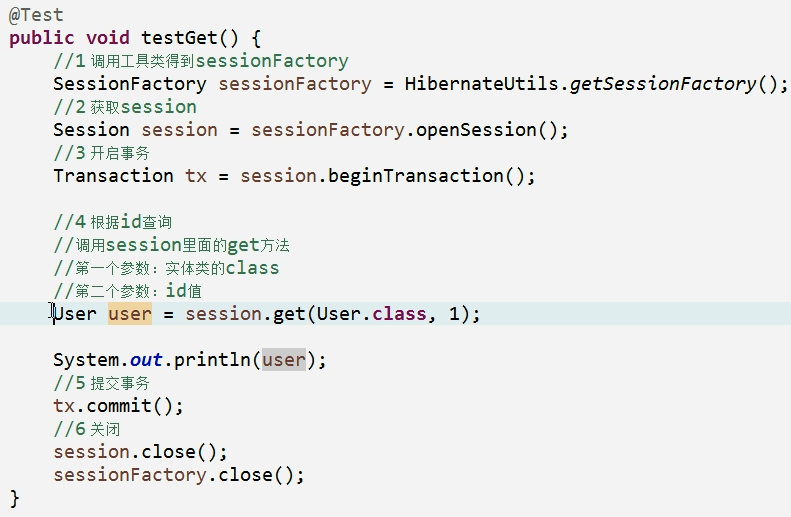 @Test
public void testGet() {
//1 调用工具类得到sessionFactory
SessionFactory sessionFactory = HibernateUtils.getSessionFactory();
//2 获取session
Session session = sessionFactory.openSession();
//3 开启事务
Transaction tx = session.beginTransaction();
//4 根据id查询
//调用session里面的get方法
//第一个参数：实体类的class
//第二个参数：id值
User user = session.get(User.class, 1);
System.out.println(user);
//5 提交事务
tx.commit();
//6 关闭
session.close();
sessionFactory.close();
}